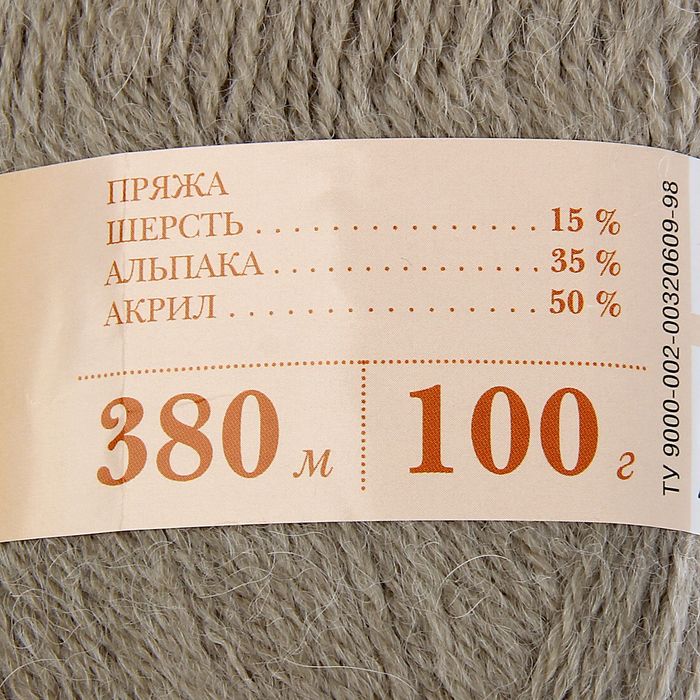 ПРЯЖА
ШЕРСТЬ . . . . . . . . . . . . . . . 15 %
АЛЬПАКА . . . . . . . . . . . . . . 35 %
АКРИЛ . . . . . . . . . . . . . . . . . 50 %
380 м
100 г
ТУ 9000-002-00320609-98